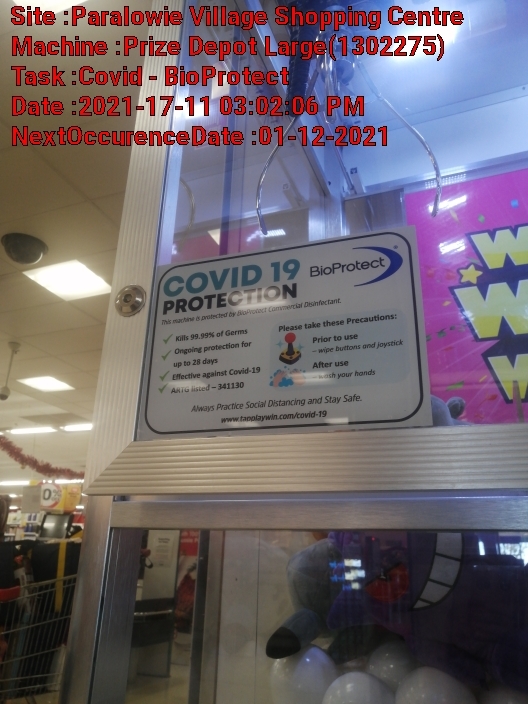 Site :Paralowie Village Shopping Centre
Machine :Prize Depot Large(1302275)
Task :Covid - BioProtect
Date :2021-17-11 03:02:06 PM
NextOccurenceDate :01-12-2021
COVID 19
PROTECTION
BioProtect
This machine is protected by BioProtect Commercial Disinfectant.
Kills 99.99% of Germs
Ongoing protection for
up to 28 days
Effective against Covid-19
ARTG listed – 341130
Please take these Precautions:
Prior to use
– wipe buttons and joystick
After use
– wash your hands
Always Practice Social Distancing and Stay Safe.
www.tapplaywin.com/covid-19